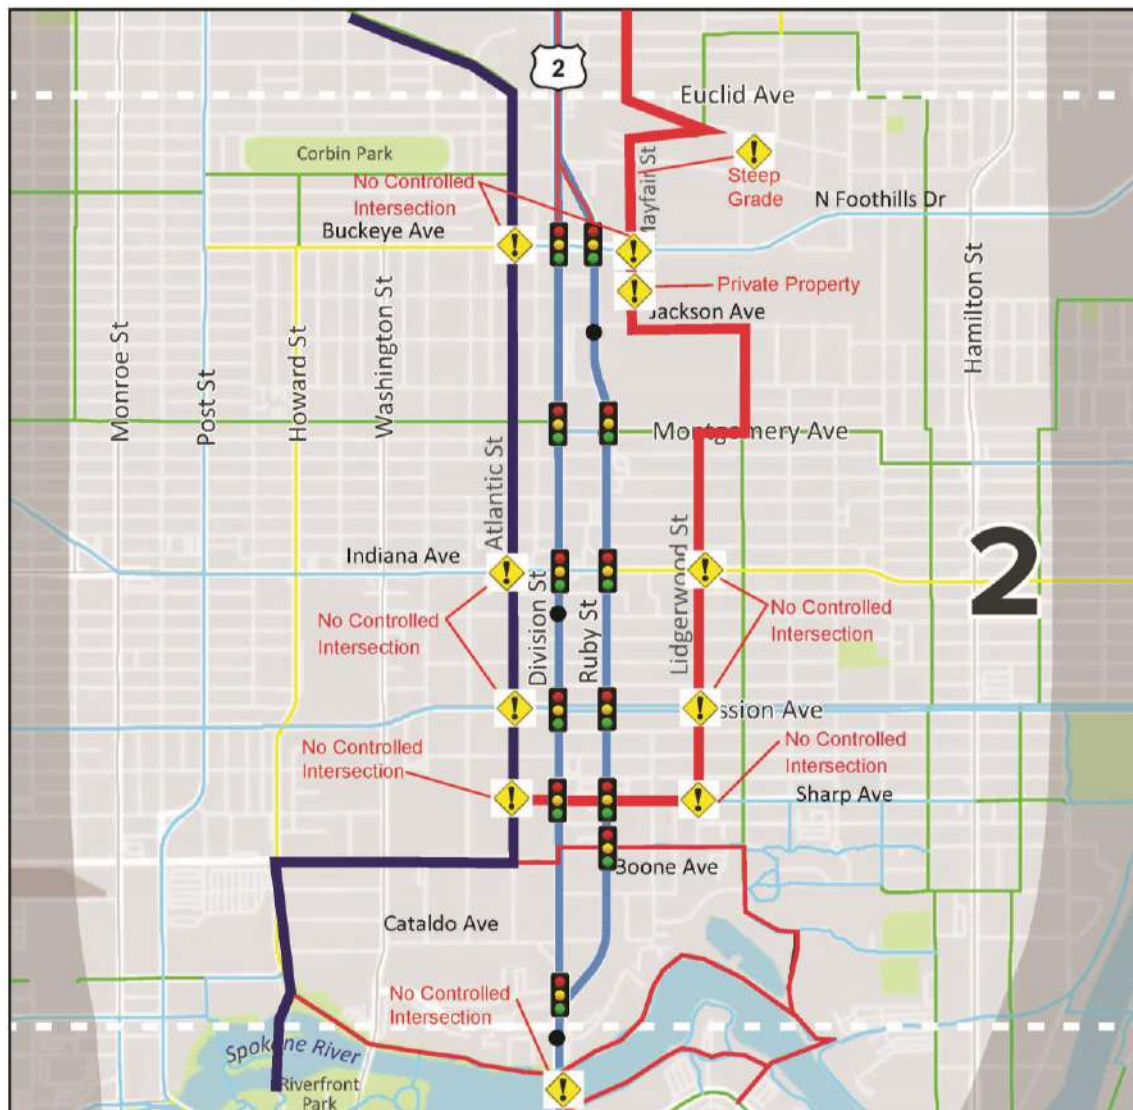 2
Euclid Ave
Corbin Park
Mayfair St
Steep
Grade
No Controlled
Intersection
N Foothills Dr
Buckeye Ave
Private Property
Jackson Ave
Monroe St
Post St
Howard St
Washington St
Hamilton St
Montgomery Ave
Atlantic St
Indiana Ave
Division St
Ruby St
Lidgerwood St
2
No Controlled
Intersection
No Controlled
Intersection
ssion Ave
No Controlled
Intersection
No Controlled
Intersection
Sharp Ave
Boone Ave
Cataldo Ave
No Controlled
Intersection
Spokane River
Riverfront
Park